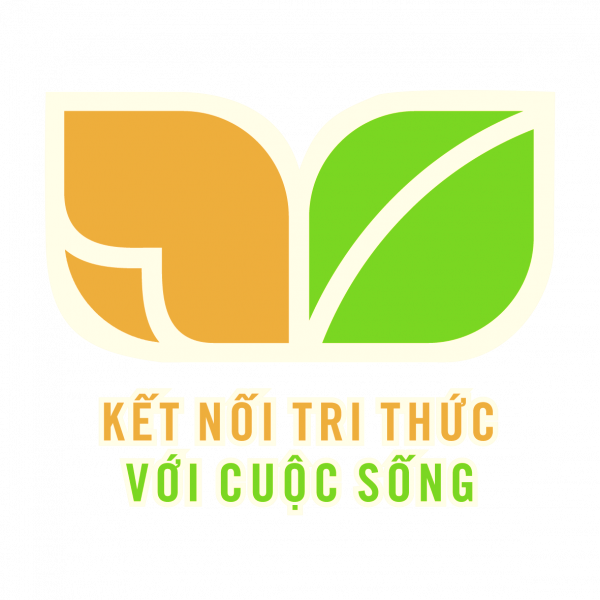 KẾT NỐI TRI THỨC
VỚI CUỘC SỐNG